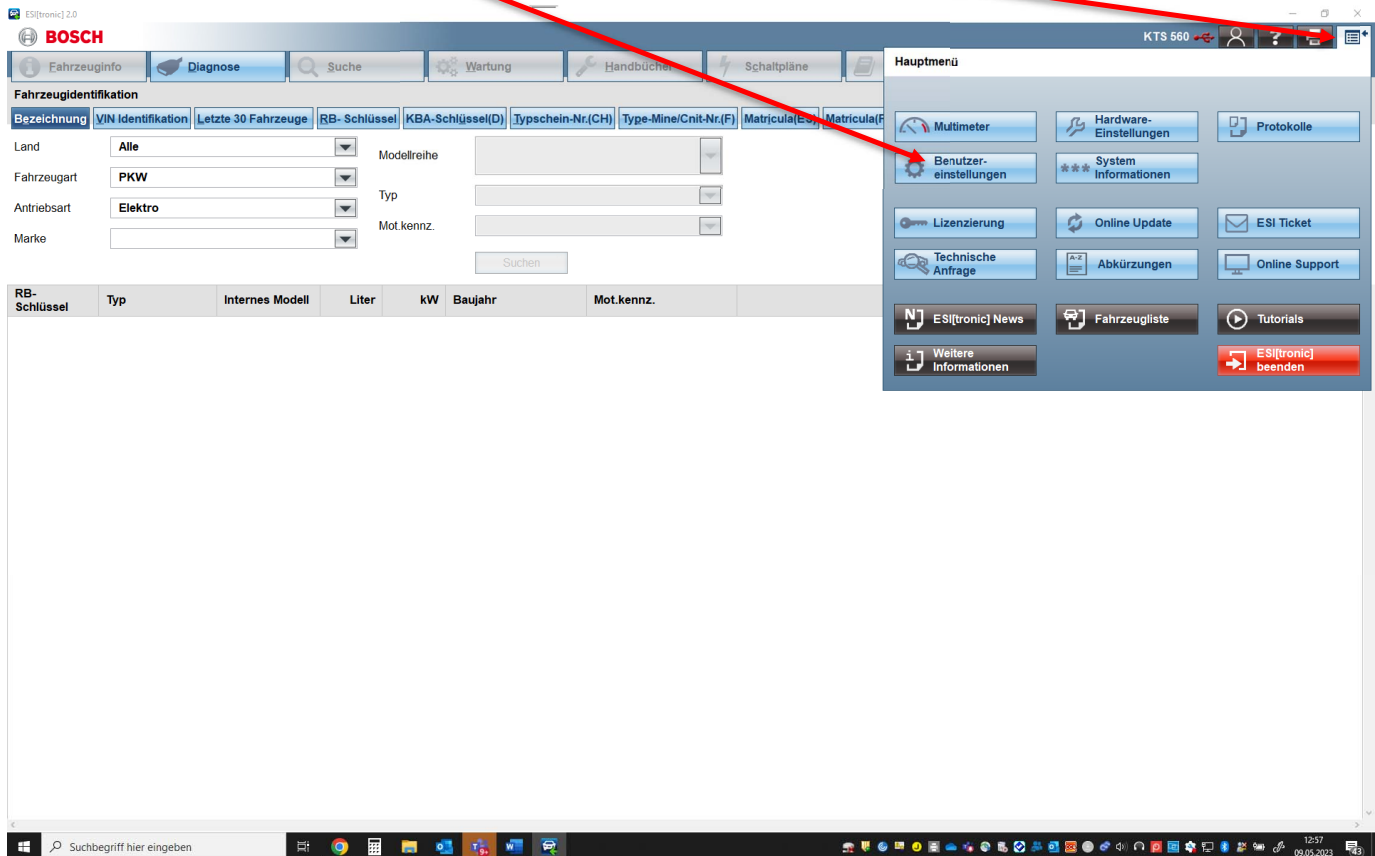 ESI[tronic] 2.0
BOSCH
KTS 560
Fahrzeuginfo
Diagnose
Suche
Wartung
Handbücher
Schaltpläne
Hauptmenü
Fahrzeugidentifikation
Bezeichnung
VIN Identifikation
Letzte 30 Fahrzeuge
RB- Schlüssel
KBA-Schlüssel(D)
Typschein-Nr.(CH)
Type-Mine/Cnit-Nr.(F)
Matricula(ES)
Matricula(P
Land
Alle
Fahrzeugart
PKW
Antriebsart
Elektro
Marke
Modellreihe
Typ
Mot.kennz.
Suchen
Multimeter
Hardware-
Einstellungen
Protokolle
Benutzer-
einstellungen
System
Informationen
Lizenzierung
Online Update
ESI Ticket
Technische
Anfrage
A-Z
Abkürzungen
Online Support
ESI[tronic] News
Fahrzeugliste
Tutorials
Weitere
Informationen
ESI[tronic]
beenden
RB-
Schlüssel
Typ
Internes Modell
Liter
kW
Baujahr
Mot.kennz.
Suchbegriff hier eingeben
12:57
09.05.2023
43